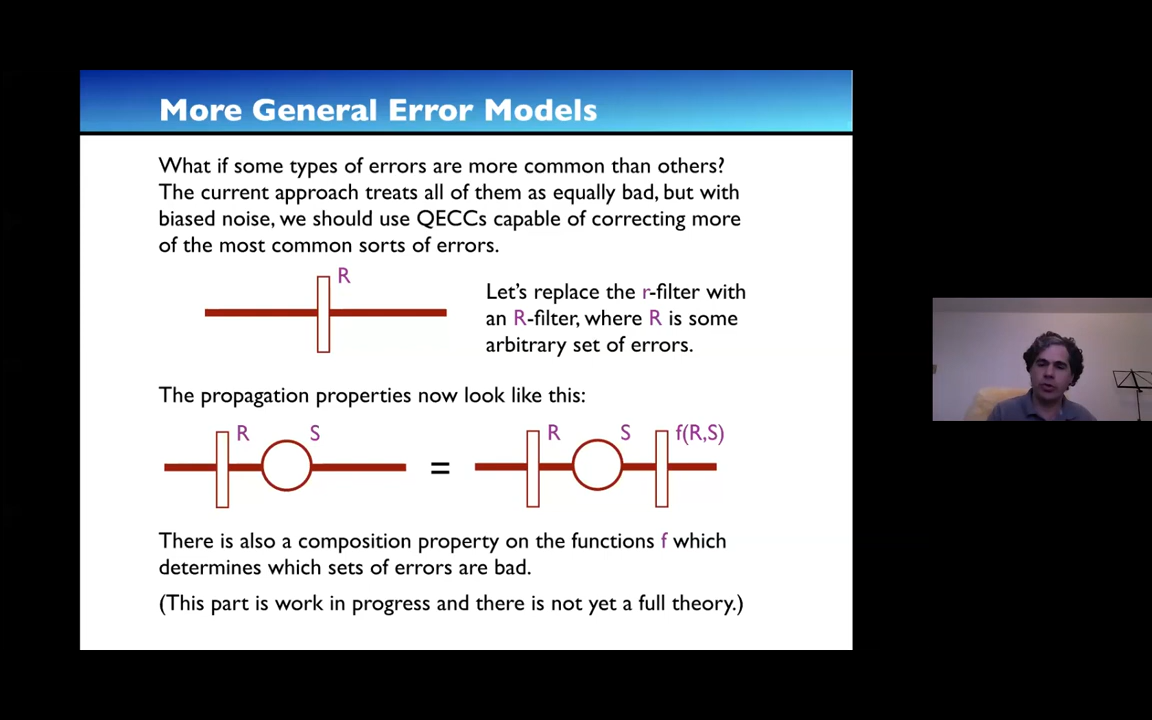 More General Error Models
What if some types of errors are more common than others?
The current approach treats all of them as equally bad, but with
biased noise, we should use QECCs capable of correcting more
of the most common sorts of errors.
R
Let's replace the r-filter with
an R-filter, where R is some
arbitrary set of errors.
The propagation properties now look like this:
R S = R S f(R,S)
There is also a composition property on the functions f which
determines which sets of errors are bad.
(This part is work in progress and there is not yet a full theory.)